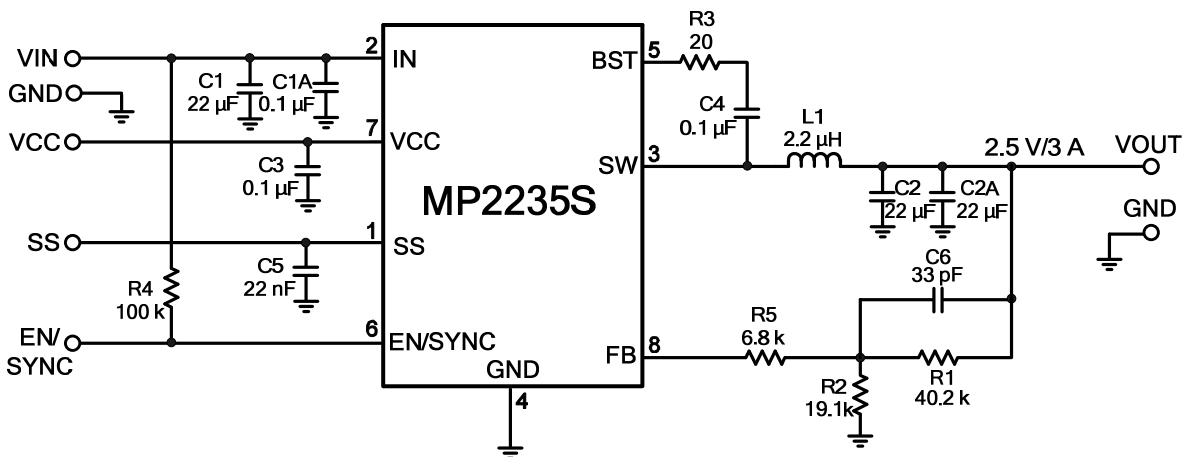 VIN
GND
VCC
SS
EN/
SYNC
R4
100 k
C1
22 µF
C1A
0.1 µF
C3
0.1 µF
C5
22 nF
2
IN
7
VCC
1
SS
6
EN/SYNC
MP2235S
GND
4
BST
5
SW
3
FB
8
R3
20
C4
0.1 µF
L1
2.2 µH
C2
22 µF
C2A
22 µF
2.5 V/3 A
VOUT
GND
C6
33 pF
R5
6.8 k
R2
19.1k
R1
40.2 k